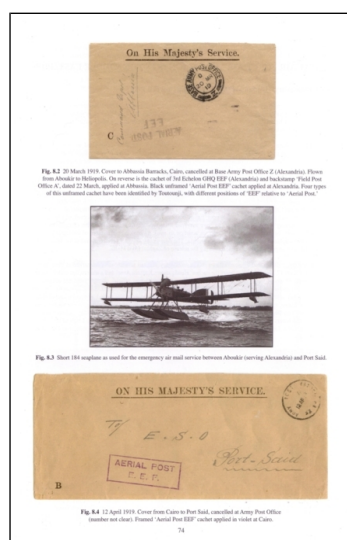 On His Majesty's Service.
C
AERIAL POST
EEF
Fig. 8.2 20 March 1919. Cover to Abbassia Barracks, Cairo, cancelled at Base Army Post Office Z (Alexandria). Flown
from Aboukir to Heliopolis. On reverse is the cachet of 3rd Echelon GHQ EEF (Alexandria) and backstamp 'Field Post
Office A', dated 22 March, applied at Abbassia. Black unframed 'Aerial Post EEF' cachet applied at Alexandria. Four types
of this unframed cachet have been identified by Toutounji, with different positions of 'EEF' relative to 'Aerial Post.'
Fig. 8.3 Short 184 seaplane as used for the emergency air mail service between Aboukir (serving Alexandria) and Port Said.
ON HIS MAJESTY'S SERVICE.
To/
E - S - O
Port-Said
AERIAL POST
E. E. F.
B
Fig. 8.4 12 April 1919. Cover from Cairo to Port Said, cancelled at Army Post Office
(number not clear). Framed 'Aerial Post EEF' cachet applied in violet at Cairo.
74